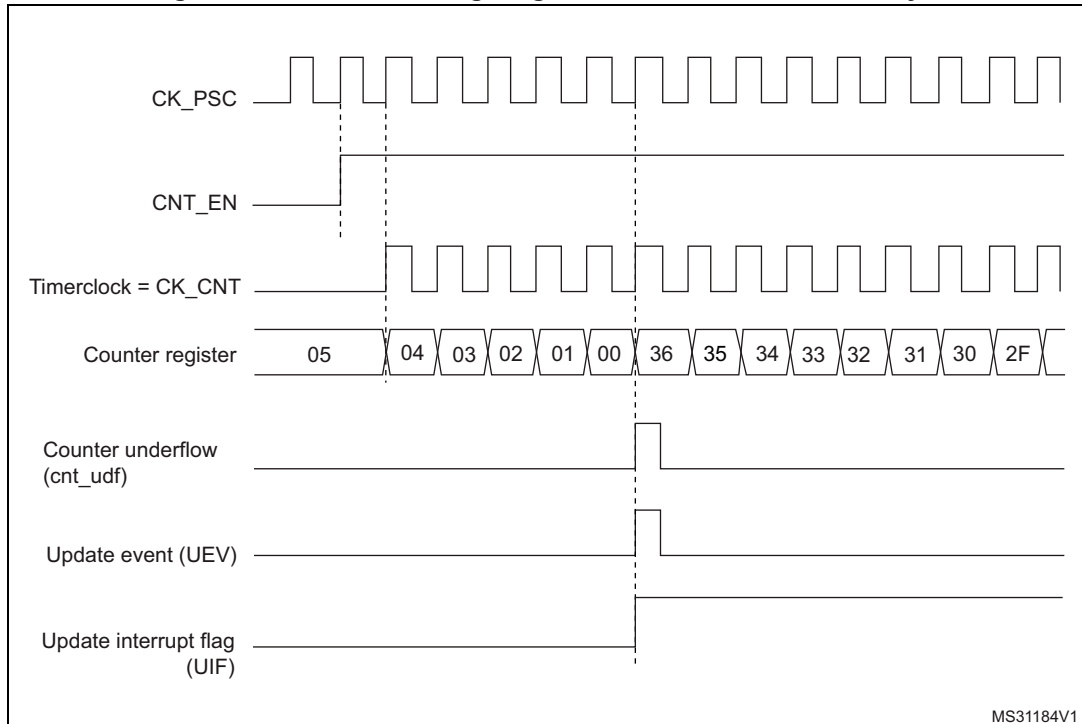 CK_PSC
CNT_EN
Timerclock = CK_CNT
Counter register 05 04 03 02 01 00 36 35 34 33 32 31 30 2F
Counter underflow
(cnt_udf)
Update event (UEV)
Update interrupt flag
(UIF)
MS31184V1